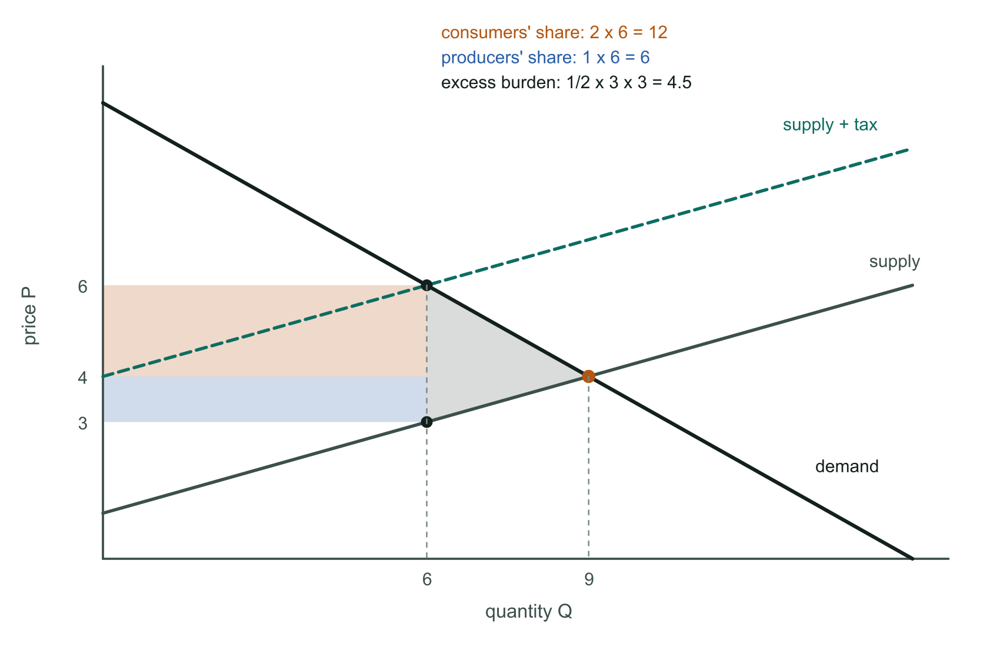 consumers' share: 2 x 6 = 12
producers' share: 1 x 6 = 6
excess burden: 1/2 x 3 x 3 = 4.5
supply + tax
supply
6
price P
4
3
demand
6
9
quantity Q